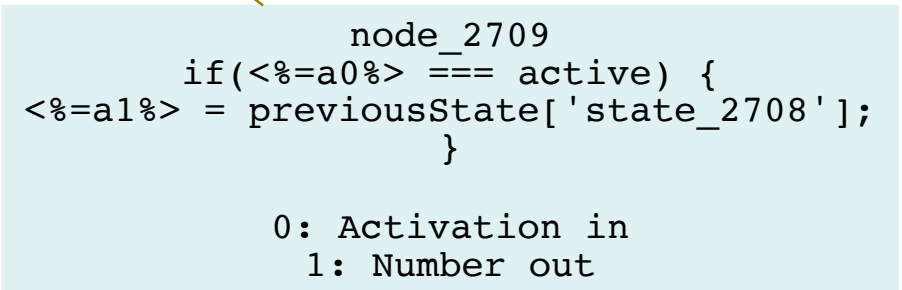 node_2709
if(<%=a0%> === active) {
<%=a1%> = previousState['state_2708'];
}
0: Activation in
1: Number out